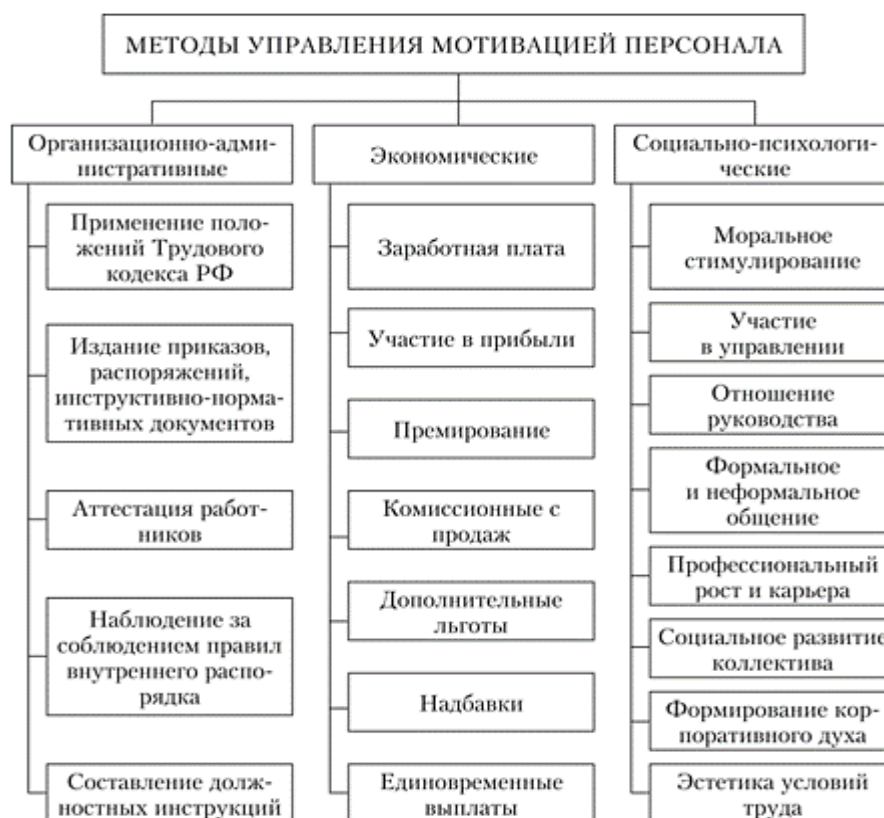 МЕТОДЫ УПРАВЛЕНИЯ МОТИВАЦИЕЙ ПЕРСОНАЛА
Организационно-адми-
нистративные
Применение поло-
жений Трудового
кодекса РФ
Издание приказов,
распоряжений,
инструктивно-норма-
тивных документов
Аттестация работ-
ников
Наблюдение за
соблюдением правил
внутреннего распо-
рядка
Составление долж-
ностных инструкций
Экономические
Заработная плата
Участие в прибыли
Премирование
Комиссионные с
продаж
Дополнительные
льготы
Надбавки
Единовременные
выплаты
Социально-психологи-
ческие
Моральное
стимулирование
Участие
в управлении
Отношение
руководства
Формальное
и неформальное
общение
Профессиональный
рост и карьера
Социальное развитие
коллектива
Формирование кор-
поративного духа
Эстетика условий
труда